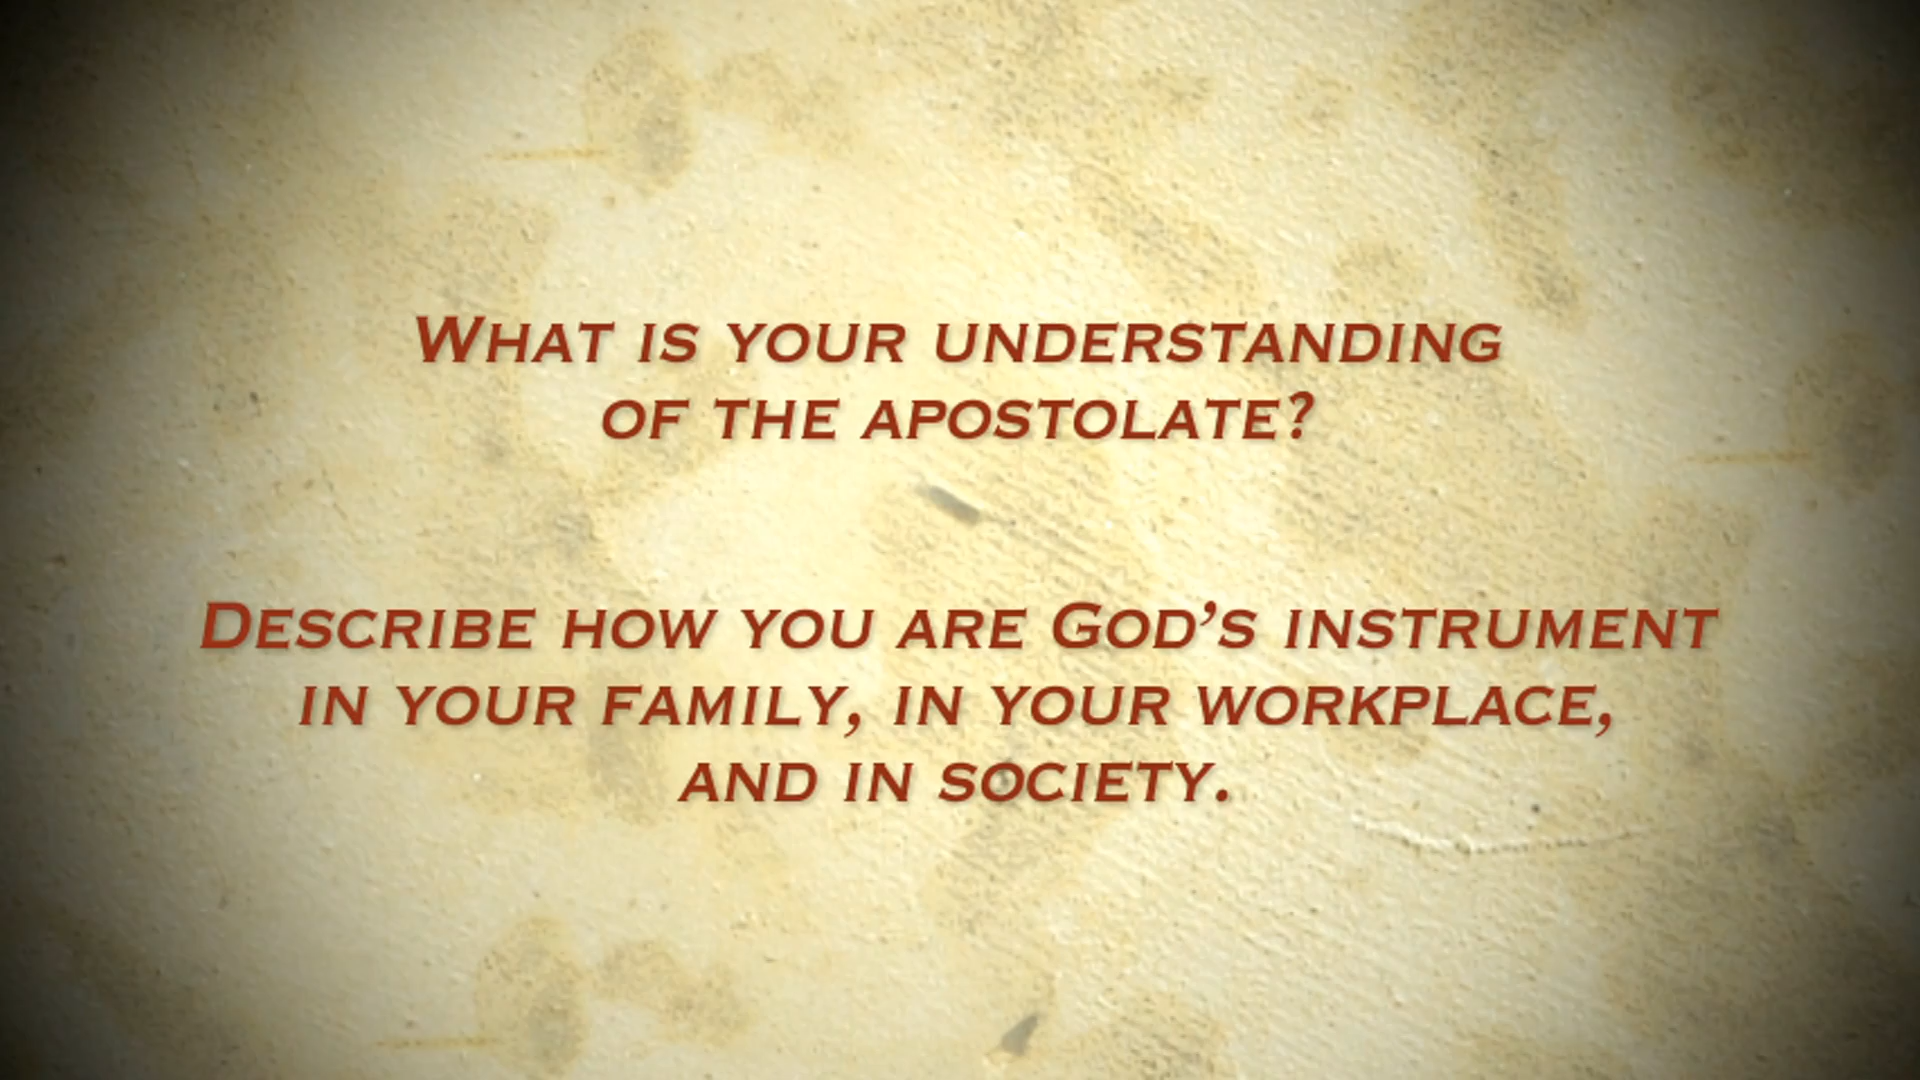 What is your understanding
of the apostolate?
Describe how you are God’s instrument
in your family, in your workplace,
and in society.